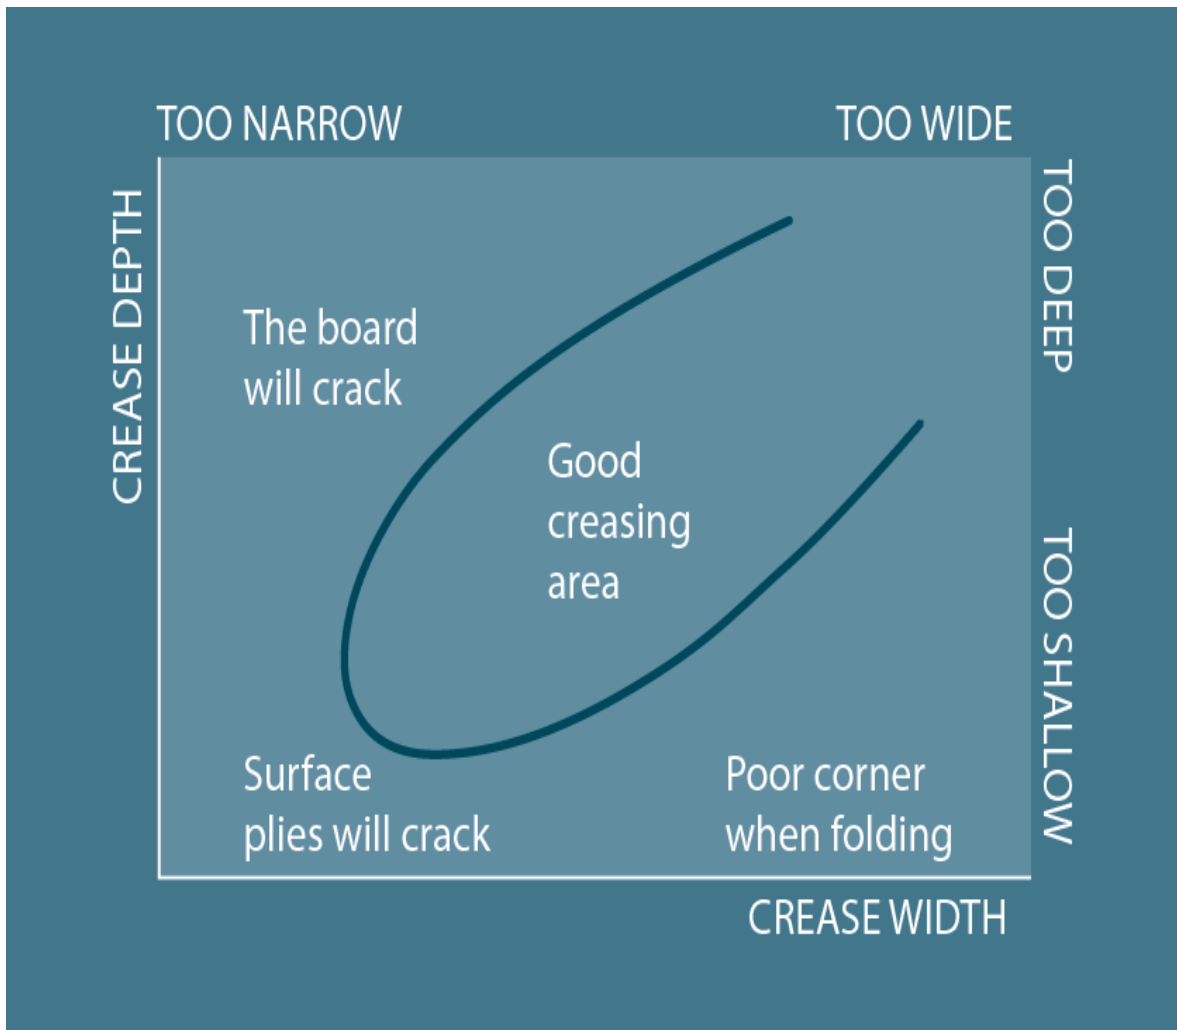 TOO NARROW
TOO WIDE
CREASE DEPTH
TOO DEEP
The board
will crack
Good
creasing
area
TOO SHALLOW
Surface
plies will crack
Poor corner
when folding
CREASE WIDTH